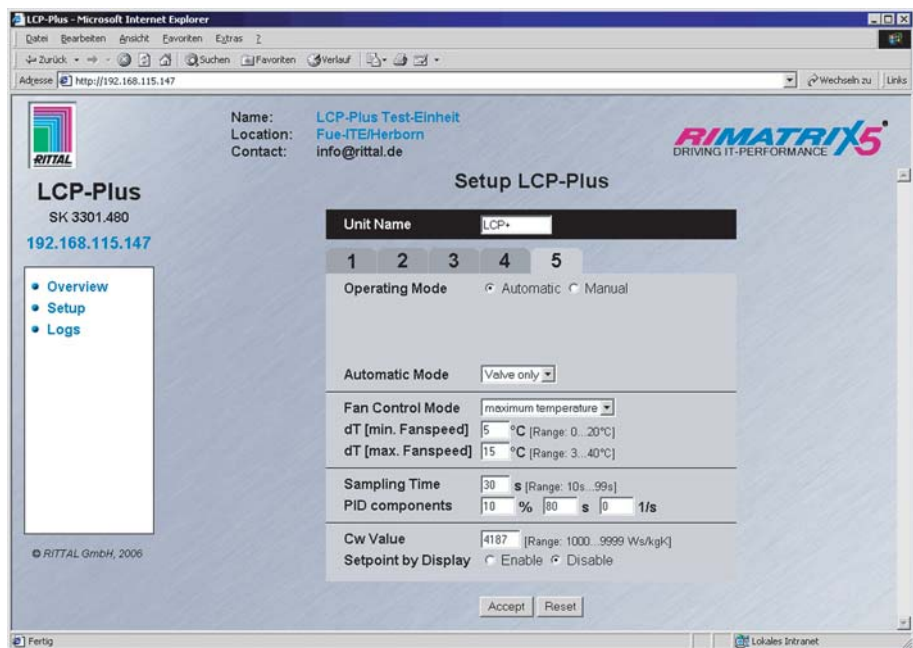 LCP-Plus - Microsoft Internet Explorer
Datei Bearbeiten Ansicht Favoriten Extras ?
Zurück Suchen Favoriten Verlauf
Adresse http://192.168.115.147 Wechseln zu Links
RITTAL
Name: LCP-Plus Test-Einheit
Location: Fue-ITE/Herborn
Contact: info@rittal.de
RIMATRIX5
DRIVING IT-PERFORMANCE
LCP-Plus
SK 3301.480
192.168.115.147
Overview
Setup
Logs
© RITTAL GmbH, 2006
Setup LCP-Plus
Unit Name LCP+
1 2 3 4 5
Operating Mode Automatic Manual
Automatic Mode Valve only
Fan Control Mode maximum temperature
dT [min. Fanspeed] 5 °C [Range: 0...20°C]
dT [max. Fanspeed] 15 °C [Range: 3...40°C]
Sampling Time 30 s [Range: 10s...99s]
PID components 10 % 80 s 0 1/s
Cw Value 4187 [Range: 1000...9999 Ws/kgK]
Setpoint by Display Enable Disable
Accept Reset
Fertig Lokales Intranet